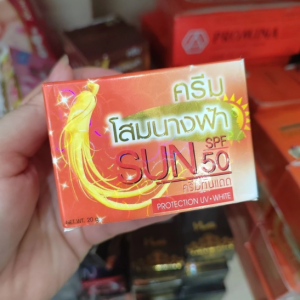 PROMINA
ครีม
โสมนางฟ้า
SUN SPF 50
ครีมกันแดด
PROTECTION UV+WHITE